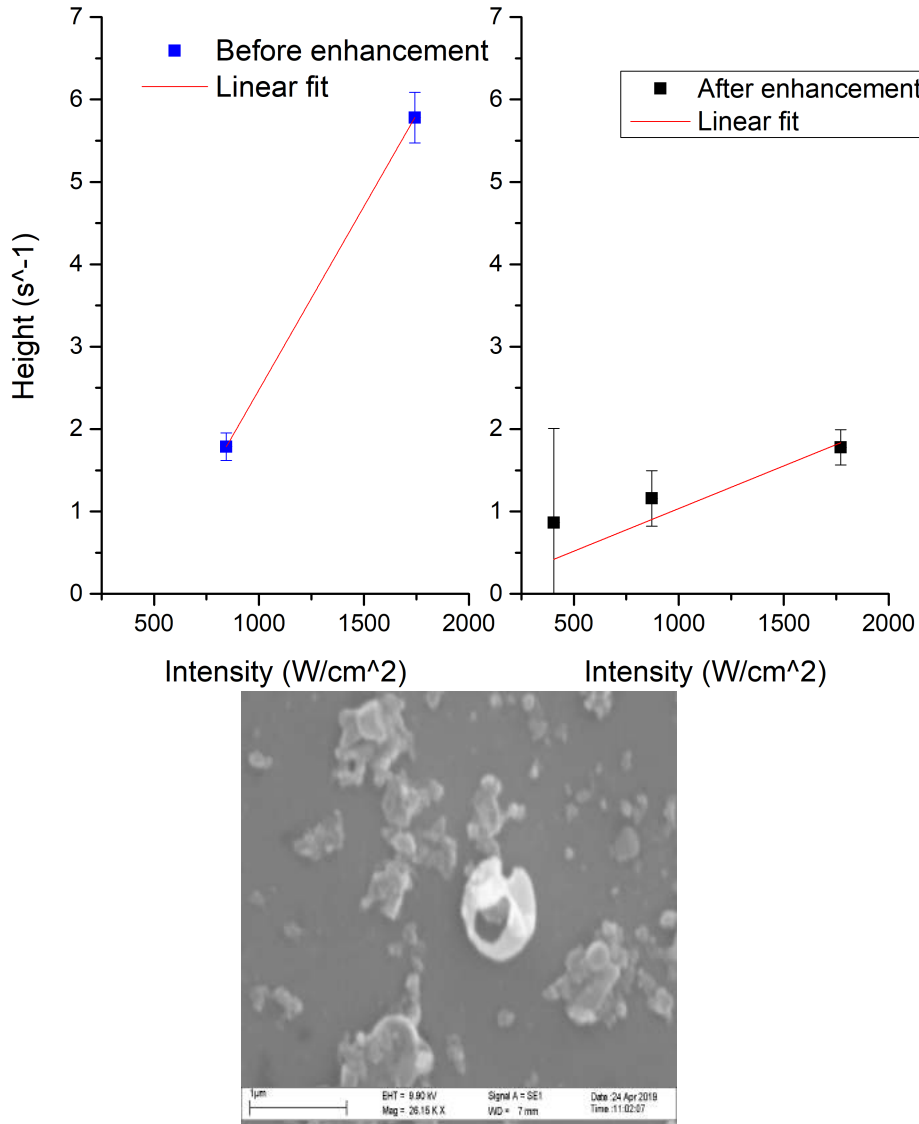 7
6
5
4
3
2
1
0
Height (s^-1)
Before enhancement
Linear fit
500
1000
1500
2000
Intensity (W/cm^2)
7
6
5
4
3
2
1
0
After enhancement
Linear fit
500
1000
1500
2000
Intensity (W/cm^2)
1µm
EHT = 9.90 kV
Signal A = SE1
Date :24 Apr 2019
Mag = 26.15 K X
WD = 7 mm
Time :11:02:07